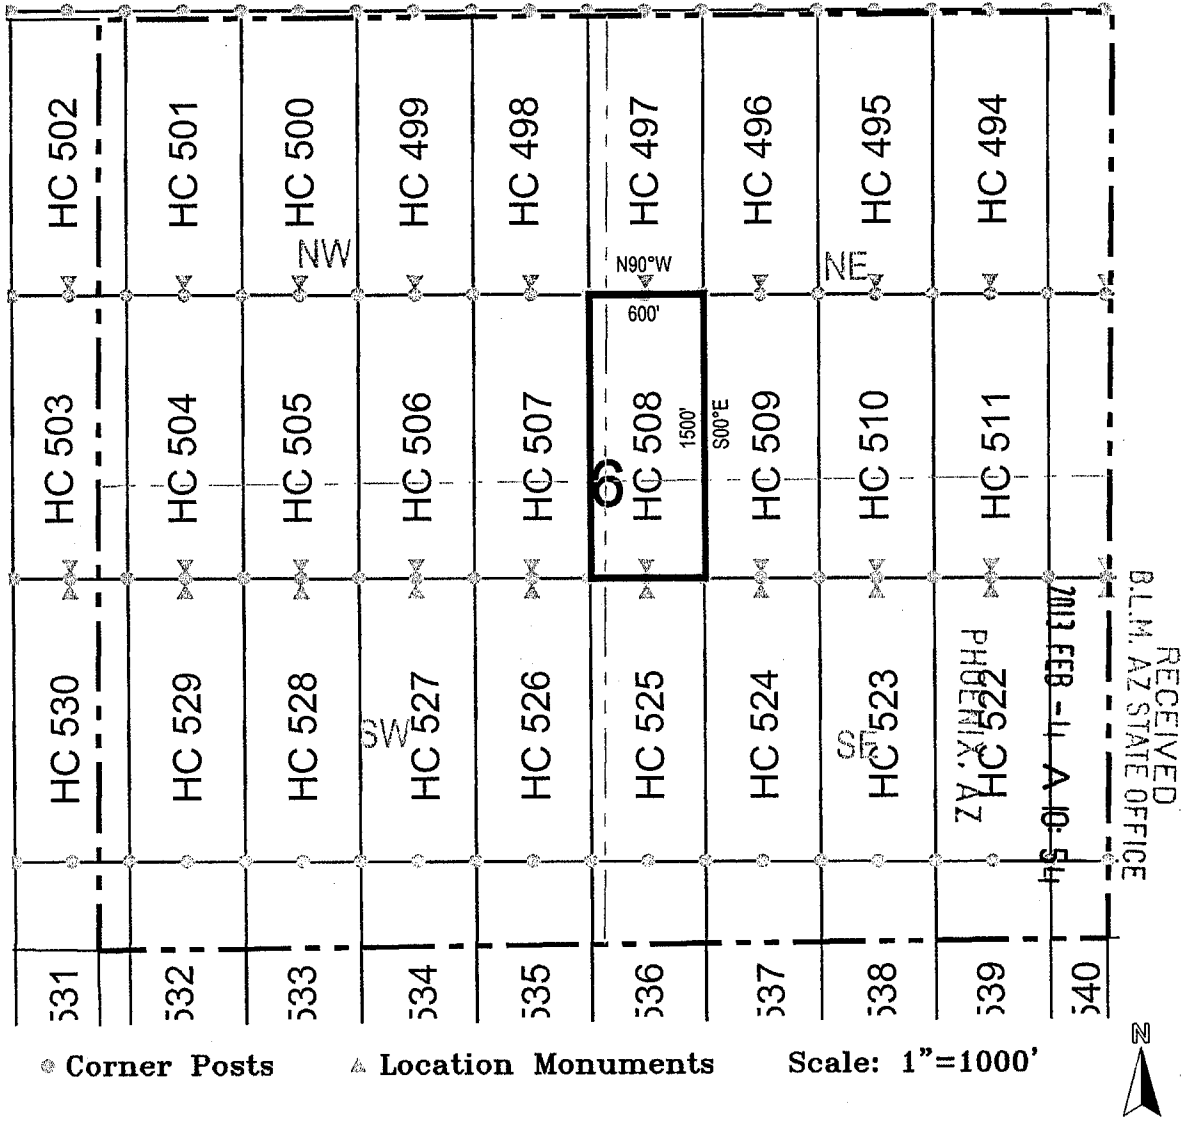 HC 502
HC 501
HC 500
HC 499
HC 498
HC 497
HC 496
HC 495
HC 494
NW
NE
N90°W
600'
HC 503
HC 504
HC 505
HC 506
HC 507
HC 508
1500'
S00°E
HC 509
HC 510
HC 511
6
HC 530
HC 529
HC 528
HC 527
HC 526
HC 525
HC 524
HC 523
HC 522
SW
SE
RECEIVED
B.L.M. AZ STATE OFFICE
2013 FEB -4 A 10: 54
PHOENIX, AZ
531
532
533
534
535
536
537
538
539
540
Corner Posts
Location Monuments
Scale: 1"=1000'
N